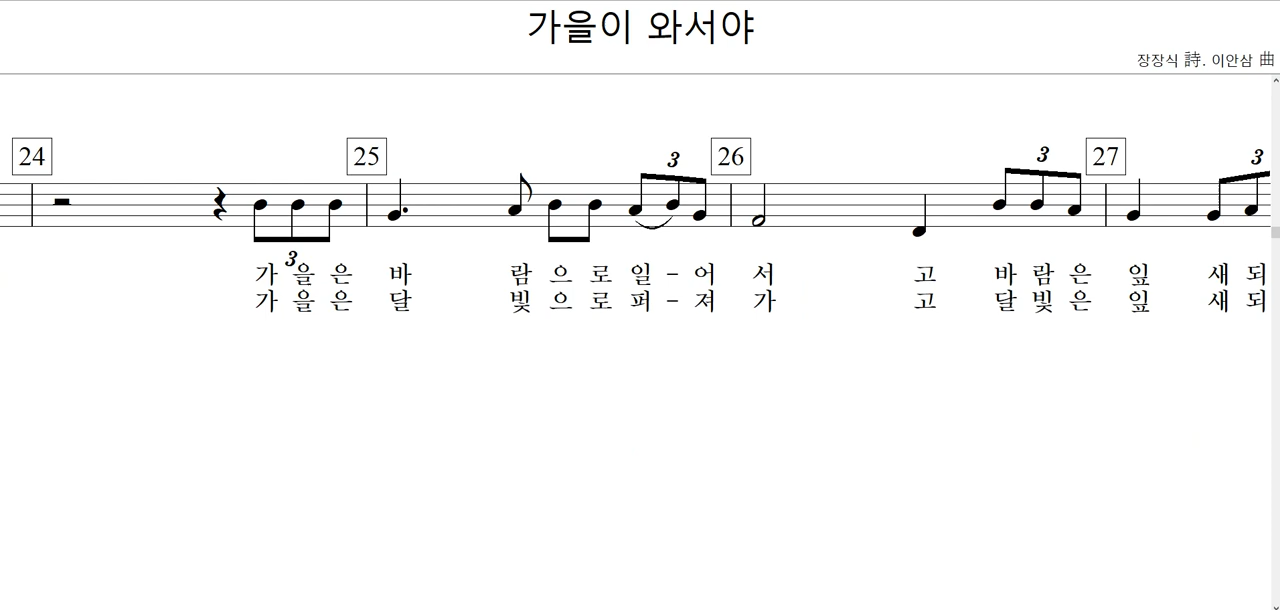 가을이 와서야
장장식 詩. 이안삼 曲
24 25 26 27
3 3 3
3
가 을 은 바 람 으 로 일 - 어 서 고 바 람 은 잎 새 되
가 을 은 달 빛 으 로 퍼 - 져 가 고 달 빛 은 잎 새 되